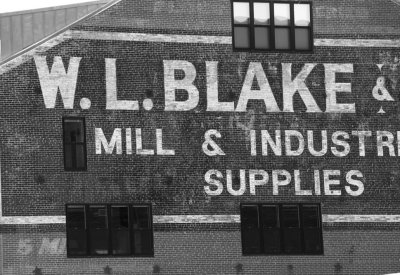 W. L. BLAKE &
MILL & INDUSTRI
SUPPLIES